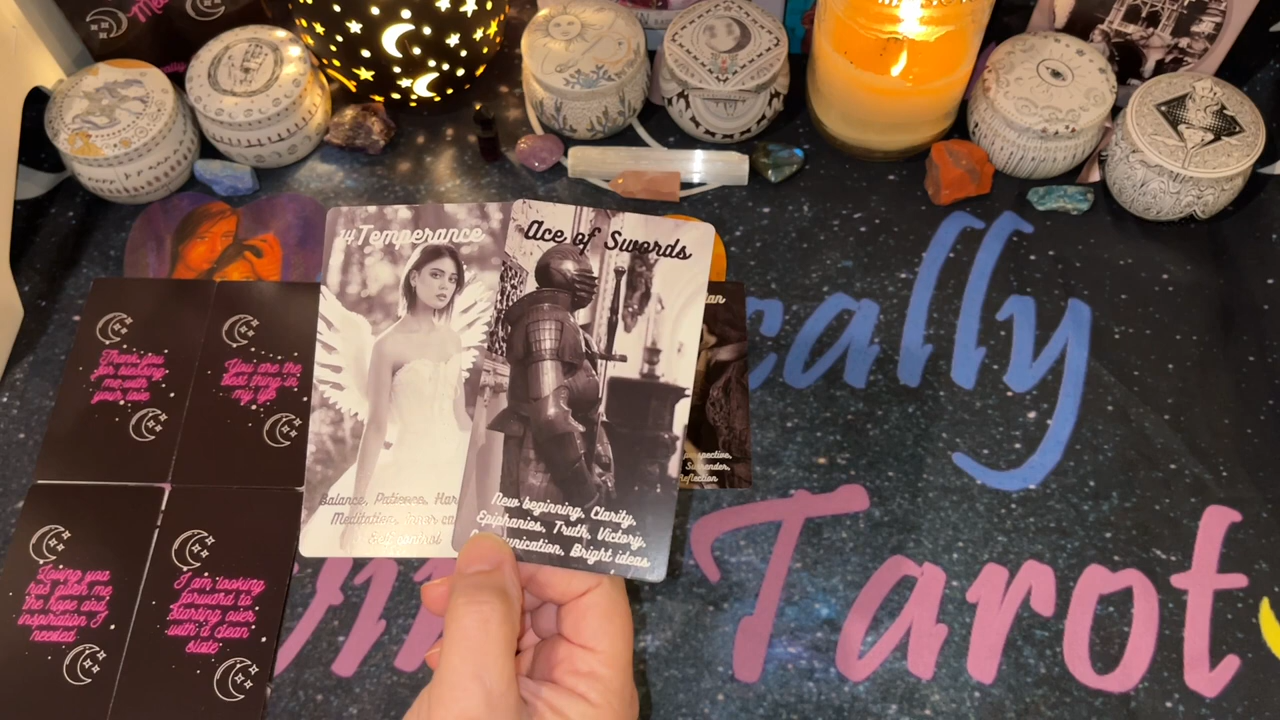 14 Temperance
Ace of Swords
Balance, Patience, Har
Meditation, inner ca
Self control
New beginning, Clarity,
Epiphanies, Truth, Victory,
Communication, Bright ideas
Thank you
for blessing
me with
your love
You are the
best thing in
my life
Loving you
has given me
the hope and
inspiration I
needed
I am looking
forward to
starting over
with a clean
slate
perspective,
Surrender,
Reflection
cally
Tarot